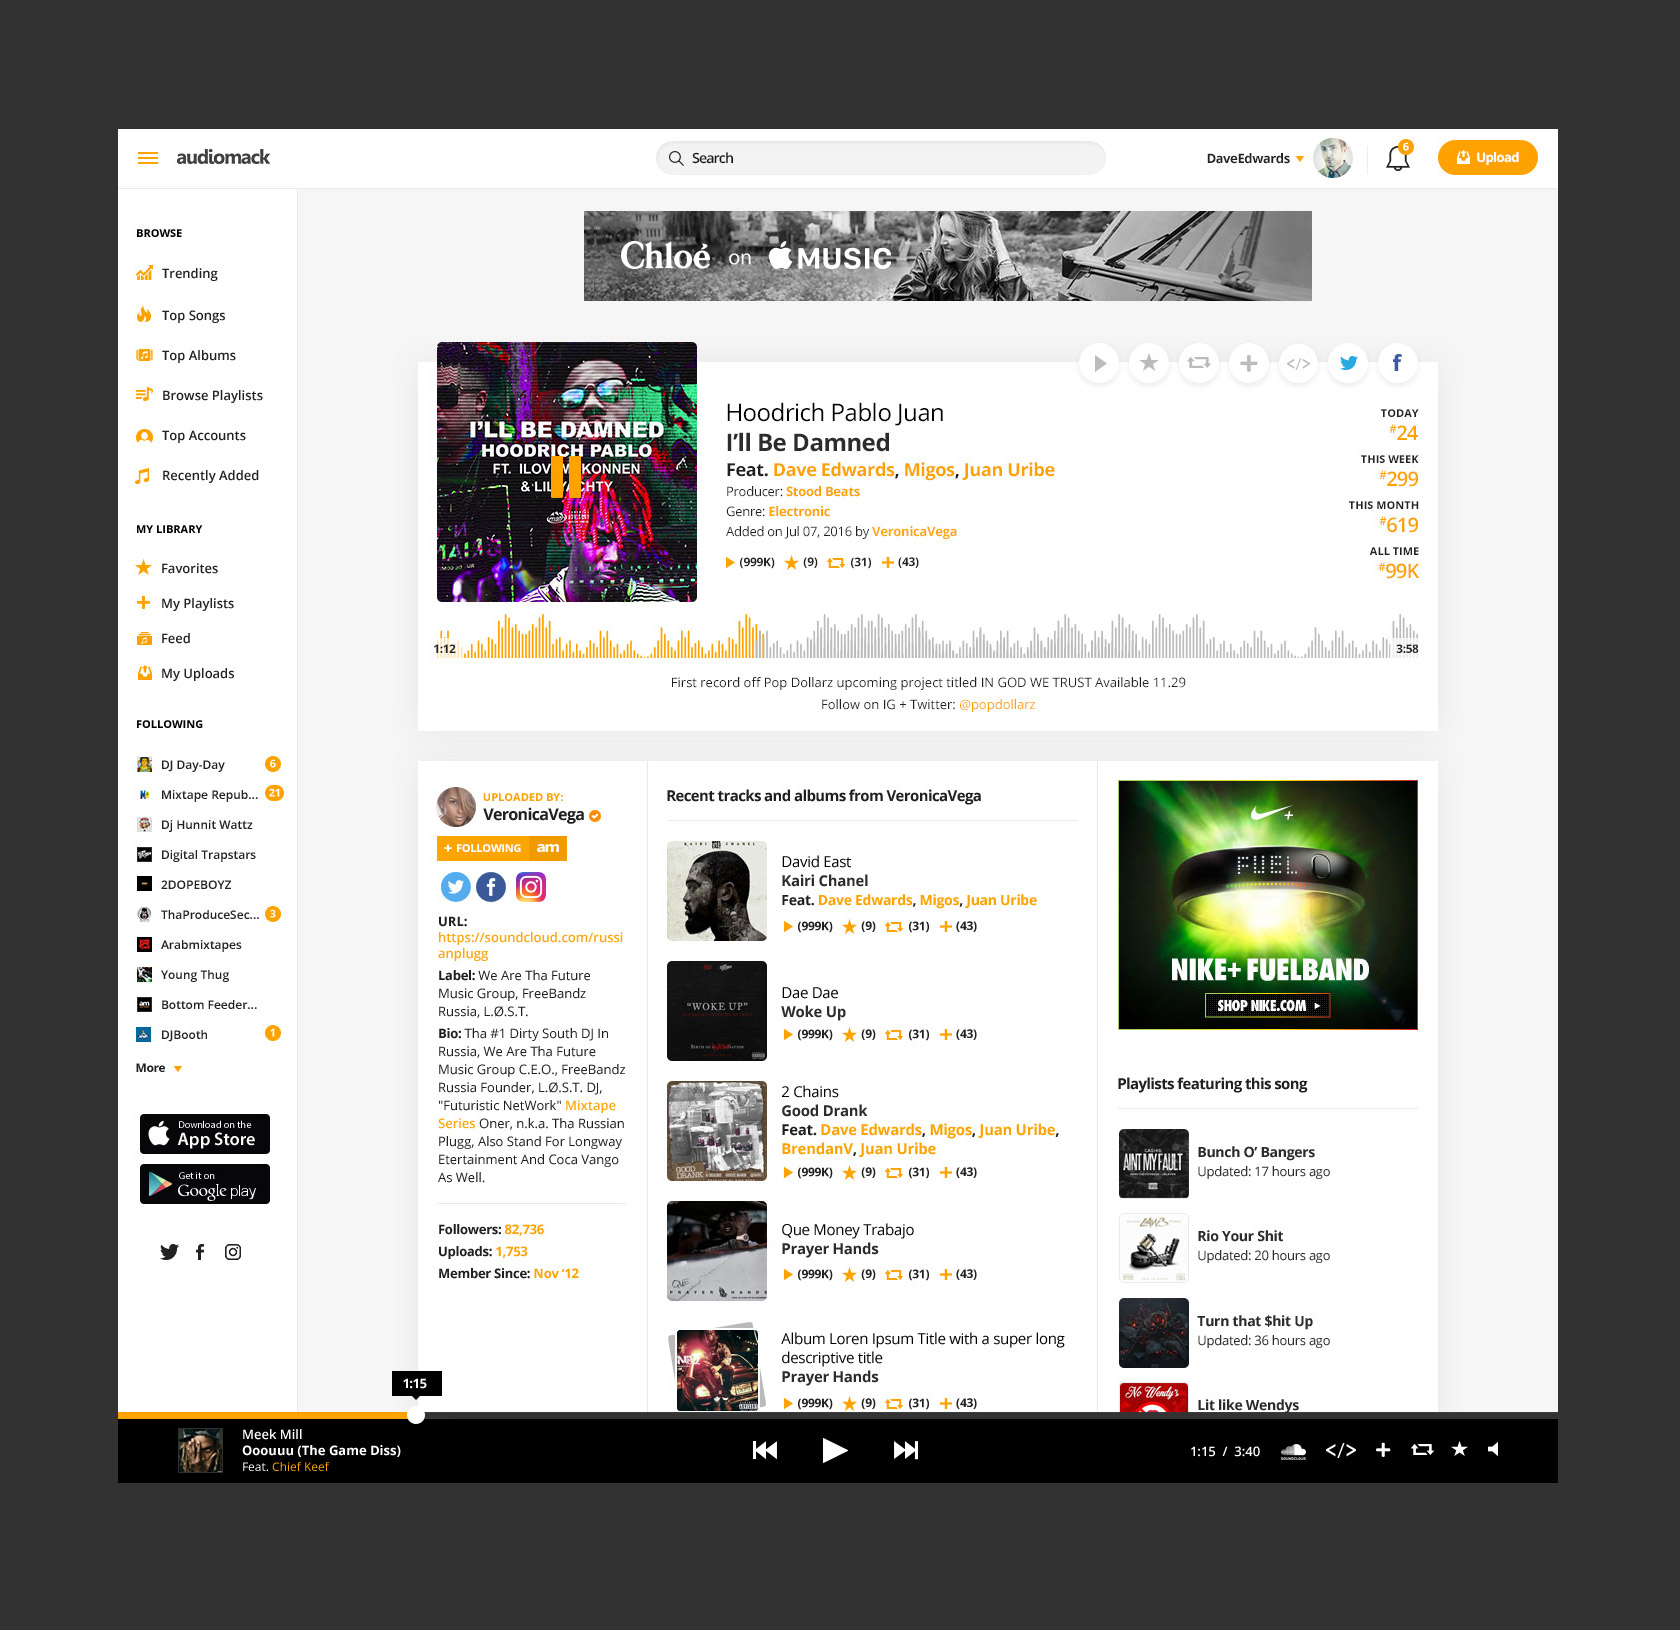 audiomack
Search
DaveEdwards
6
Upload
BROWSE
Trending
Top Songs
Top Albums
Browse Playlists
Top Accounts
Recently Added
MY LIBRARY
Favorites
My Playlists
Feed
My Uploads
FOLLOWING
DJ Day-Day
6
Mixtape Repub...
21
Dj Hunnit Wattz
Digital Trapstars
2DOPEBOYZ
ThaProduceSec...
3
Arabmixtapes
Young Thug
Bottom Feeder...
DJBooth
1
More
Download on the
App Store
Get it on
Google play
Chloé on MUSIC
I'LL BE DAMNED
HOODRICH PABLO
FT. ILOV KONNEN
& LIL YACHTY
Hoodrich Pablo Juan
I'll Be Damned
Feat. Dave Edwards, Migos, Juan Uribe
Producer: Stood Beats
Genre: Electronic
Added on Jul 07, 2016 by VeronicaVega
(999K) (9) (31) (43)
TODAY
#24
THIS WEEK
#299
THIS MONTH
#619
ALL TIME
#99K
1:12
3:58
First record off Pop Dollarz upcoming project titled IN GOD WE TRUST Available 11.29
Follow on IG + Twitter: @popdollarz
UPLOADED BY:
VeronicaVega
+ FOLLOWING am
URL:
https://soundcloud.com/russi
anplugg
Label: We Are Tha Future
Music Group, FreeBandz
Russia, L.Ø.S.T.
Bio: Tha #1 Dirty South DJ In
Russia, We Are Tha Future
Music Group C.E.O., FreeBandz
Russia Founder, L.Ø.S.T. DJ,
"Futuristic NetWork" Mixtape
Series Oner, n.k.a. Tha Russian
Plugg, Also Stand For Longway
Etertainment And Coca Vango
As Well.
Followers: 82,736
Uploads: 1,753
Member Since: Nov '12
Recent tracks and albums from VeronicaVega
KAIRI CHANEL
David East
Kairi Chanel
Feat. Dave Edwards, Migos, Juan Uribe
(999K) (9) (31) (43)
"WOKE UP"
Dae Dae
Woke Up
(999K) (9) (31) (43)
GOOD
DRANK
2 Chains
Good Drank
Feat. Dave Edwards, Migos, Juan Uribe,
BrendanV, Juan Uribe
(999K) (9) (31) (43)
QUE
PRAYER HANDS
Que Money Trabajo
Prayer Hands
(999K) (9) (31) (43)
Album Loren Ipsum Title with a super long
descriptive title
Prayer Hands
(999K) (9) (31) (43)
FUEL
NIKE+ FUELBAND
SHOP NIKE.COM
Playlists featuring this song
AINT MY FAULT
Bunch O' Bangers
Updated: 17 hours ago
Rio Your Shit
Updated: 20 hours ago
Turn that $hit Up
Updated: 36 hours ago
No Wendy's
Lit like Wendys
1:15
Meek Mill
Ooouuu (The Game Diss)
Feat. Chief Keef
1:15 / 3:40
SOUNDCLOUD